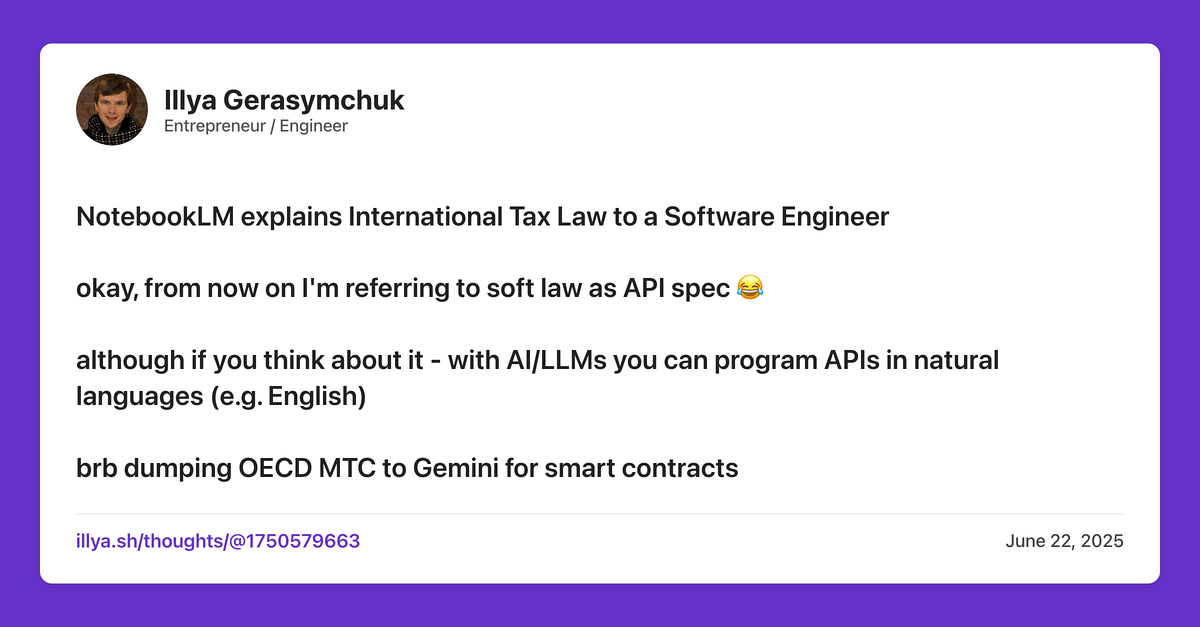 Illya Gerasymchuk
Entrepreneur / Engineer
NotebookLM explains International Tax Law to a Software Engineer
okay, from now on I'm referring to soft law as API spec 😂
although if you think about it - with AI/LLMs you can program APIs in natural
languages (e.g. English)
brb dumping OECD MTC to Gemini for smart contracts
illya.sh/thoughts/@1750579663
June 22, 2025